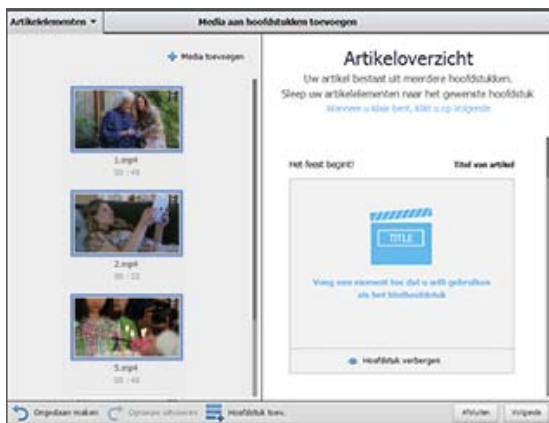 Artikelelementen
Media aan hoofdstukken toevoegen
Media toevoegen
1.mp4
2.mp4
5.mp4
Artikeloverzicht
Uw artikel bestaat uit meerdere hoofdstukken.
Sleep uw artikelelementen naar het gewenste hoofdstuk
Wanneer u klaar bent, klikt u op Volgende
Het feest begint!
Titel van artikel
TITLE
Voeg een moment toe dat u wilt gebruiken
als het titelhoofdstuk
Hoofdstuk verbergen
Ongedaan maken
Opnieuw uitvoeren
Hoofdstuk toev.
Afsluiten
Volgende